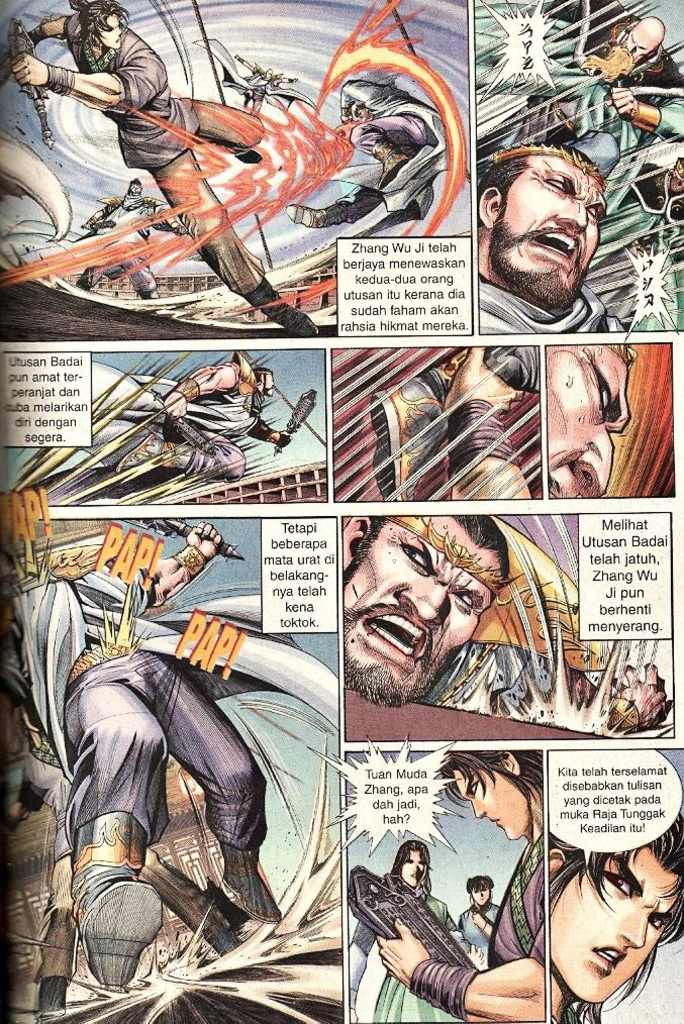 Zhang Wu Ji telah
berjaya menewaskan
kedua-dua orang
utusan itu kerana dia
sudah faham akan
rahsia hikmat mereka.
Utusan Badai
pun amat ter-
peranjat dan
cuba melarikan
diri dengan
segera.
PAP!
PAP!
PAP!
Tetapi
beberapa
mata urat di
belakang-
nya telah
kena
toktok.
Melihat
Utusan Badai
telah jatuh,
Zhang Wu
Ji pun
berhenti
menyerang.
Tuan Muda
Zhang, apa
dah jadi,
hah?
Kita telah terselamat
disebabkan tulisan
yang dicetak pada
muka Raja Tunggak
Keadilan itu!